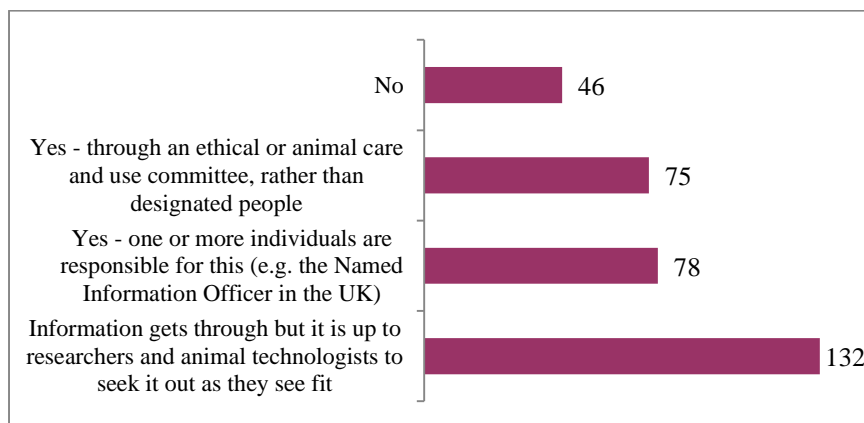 No
46
Yes - through an ethical or animal care
and use committee, rather than
designated people
75
Yes - one or more individuals are
responsible for this (e.g. the Named
Information Officer in the UK)
78
Information gets through but it is up to
researchers and animal technologists to
seek it out as they see fit
132